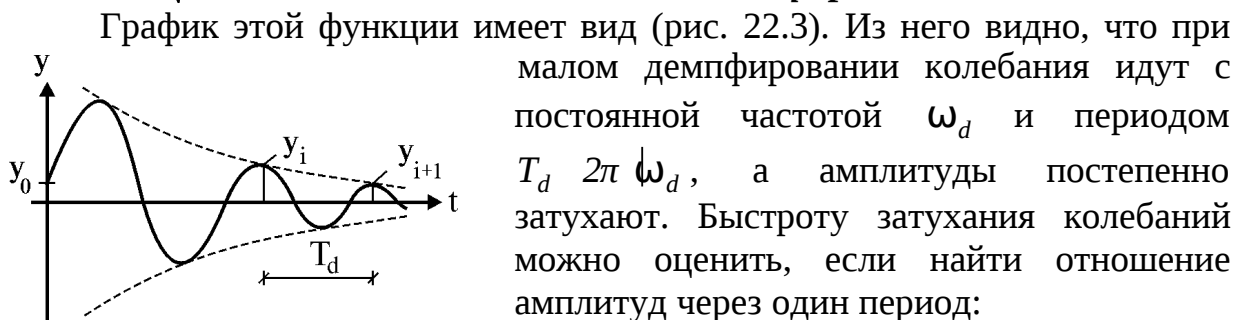 График этой функции имеет вид (рис. 22.3). Из него видно, что при
малом демпфировании колебания идут с
постоянной частотой ω_d и периодом
T_d 2π ω_d , а амплитуды постепенно
затухают. Быстроту затухания колебаний
можно оценить, если найти отношение
амплитуд через один период:
y
y_i
y_{i+1}
y_0
t
T_d